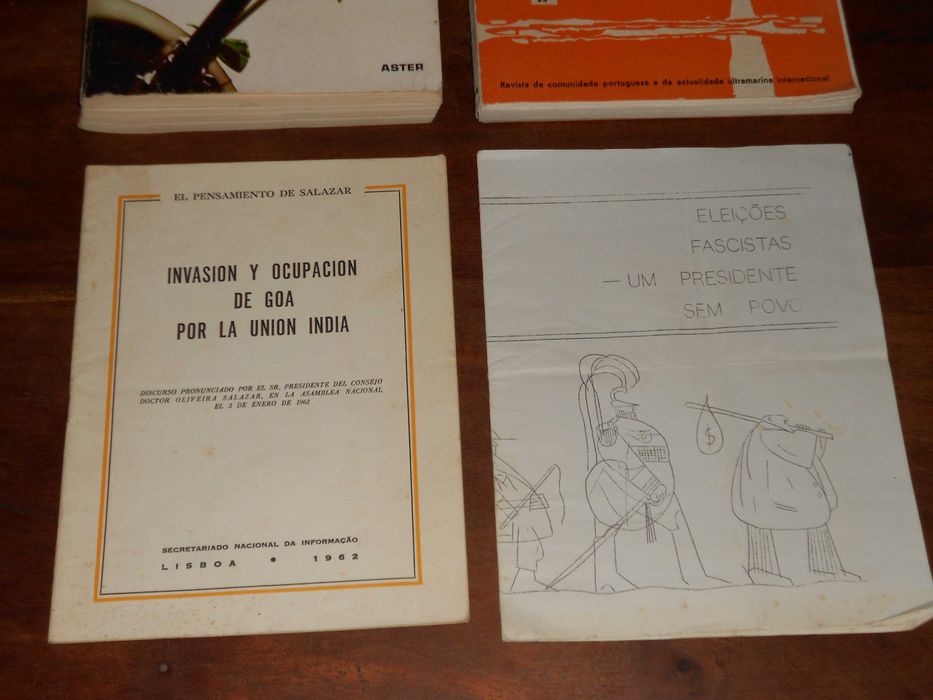 ASTER
23
Revista da comunidade portuguesa e da actualidade ultramarina internacional
EL PENSAMIENTO DE SALAZAR
INVASION Y OCUPACION
DE GOA
POR LA UNION INDIA
DISCURSO PRONUNCIADO POR EL SR. PRESIDENTE DEL CONSEJO
DOCTOR OLIVEIRA SALAZAR, EN LA ASAMBLEA NACIONAL
EL 3 DE ENERO DE 1962
SECRETARIADO NACIONAL DA INFORMAÇÃO
LISBOA • 1962
ELEIÇÕES
FASCISTAS
— UM PRESIDENTE
SEM POVO
$